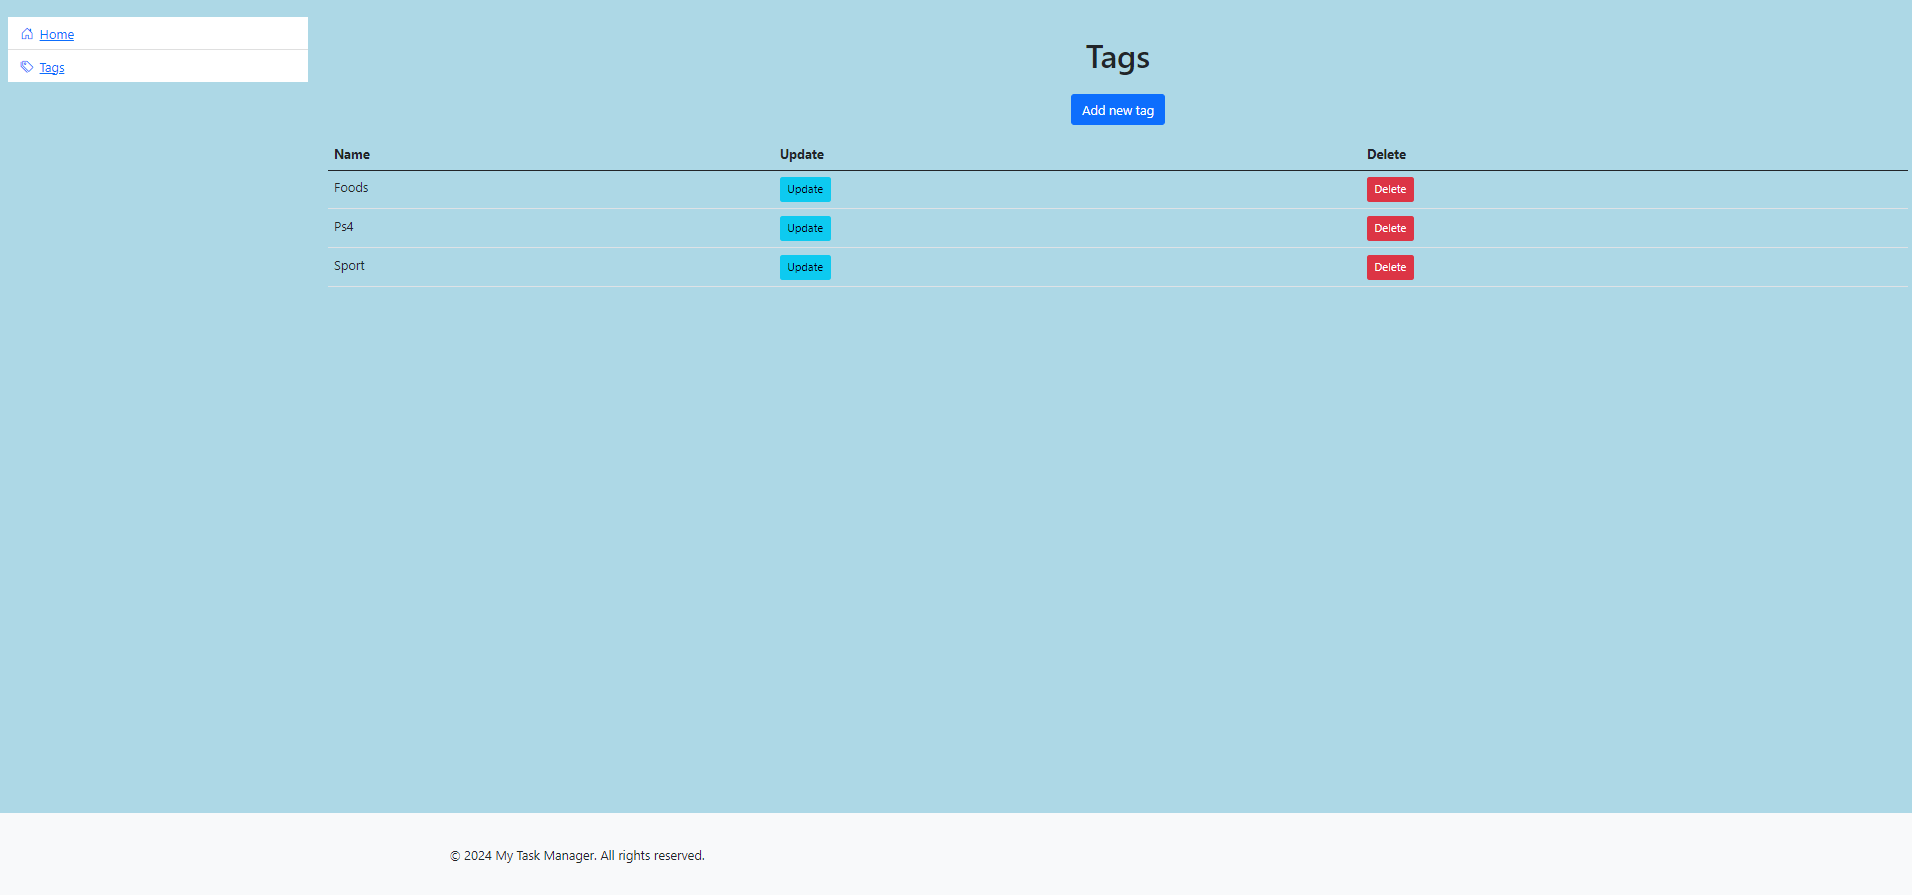 Home
Tags
Tags
Add new tag
Name Update Delete
Foods Update Delete
Ps4 Update Delete
Sport Update Delete
© 2024 My Task Manager. All rights reserved.